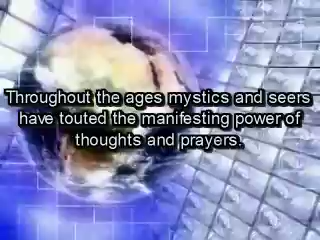 Throughout the ages mystics and seers
have touted the manifesting power of
thoughts and prayers.